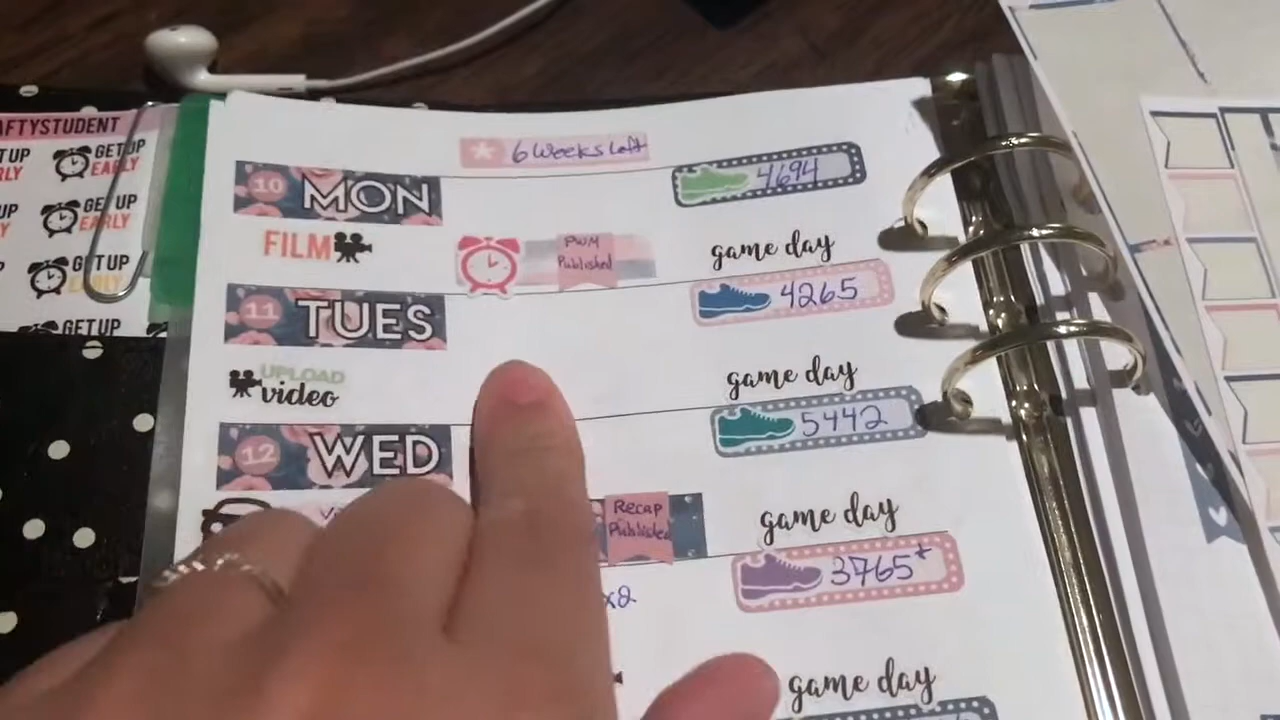 AFTYSTUDENT
GET UP
EARLY
GET UP
EARLY
GET UP
GET UP
6 Weeks Left
10 MON
4694
FILM
PWM
Published
game day
11 TUES
4265
UPLOAD
video
game day
12 WED
5442
Recap
Published
game day
3765+
x2
game day